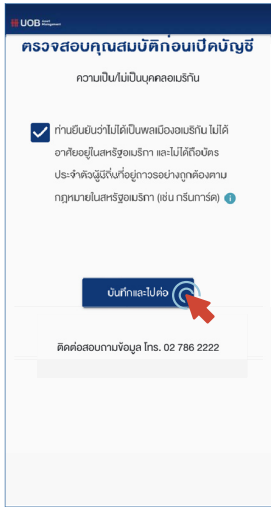 UOB Asset Management
ตรวจสอบคุณสมบัติก่อนเปิดบัญชี
ความเป็น/ไม่เป็นบุคคลอเมริกัน
ท่านยืนยันว่าไม่ได้เป็นพลเมืองอเมริกัน ไม่ได้
อาศัยอยู่ในสหรัฐอเมริกา และไม่ได้ถือบัตร
ประจำตัวผู้มีถิ่นที่อยู่ถาวรอย่างถูกต้องตาม
กฎหมายในสหรัฐอเมริกา (เช่น กรีนการ์ด) i
บันทึกและไปต่อ
ติดต่อสอบถามข้อมูล โทร. 02 786 2222